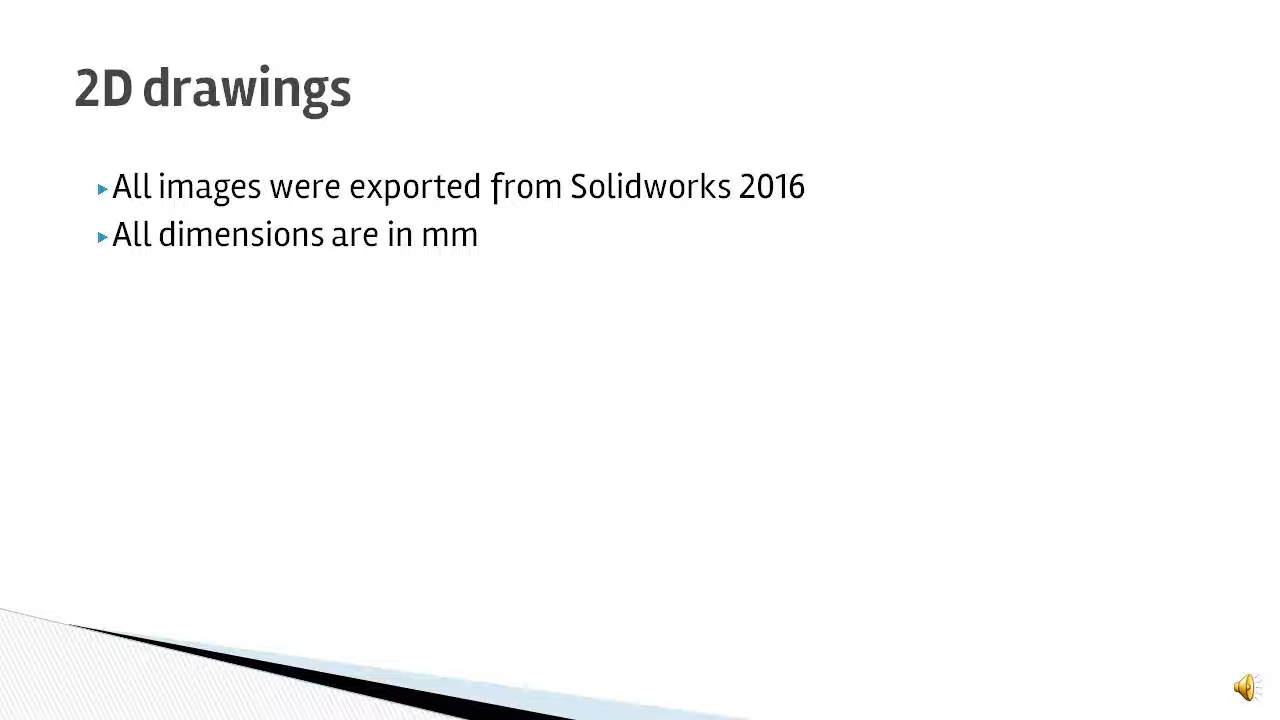 2D drawings
All images were exported from Solidworks 2016
All dimensions are in mm